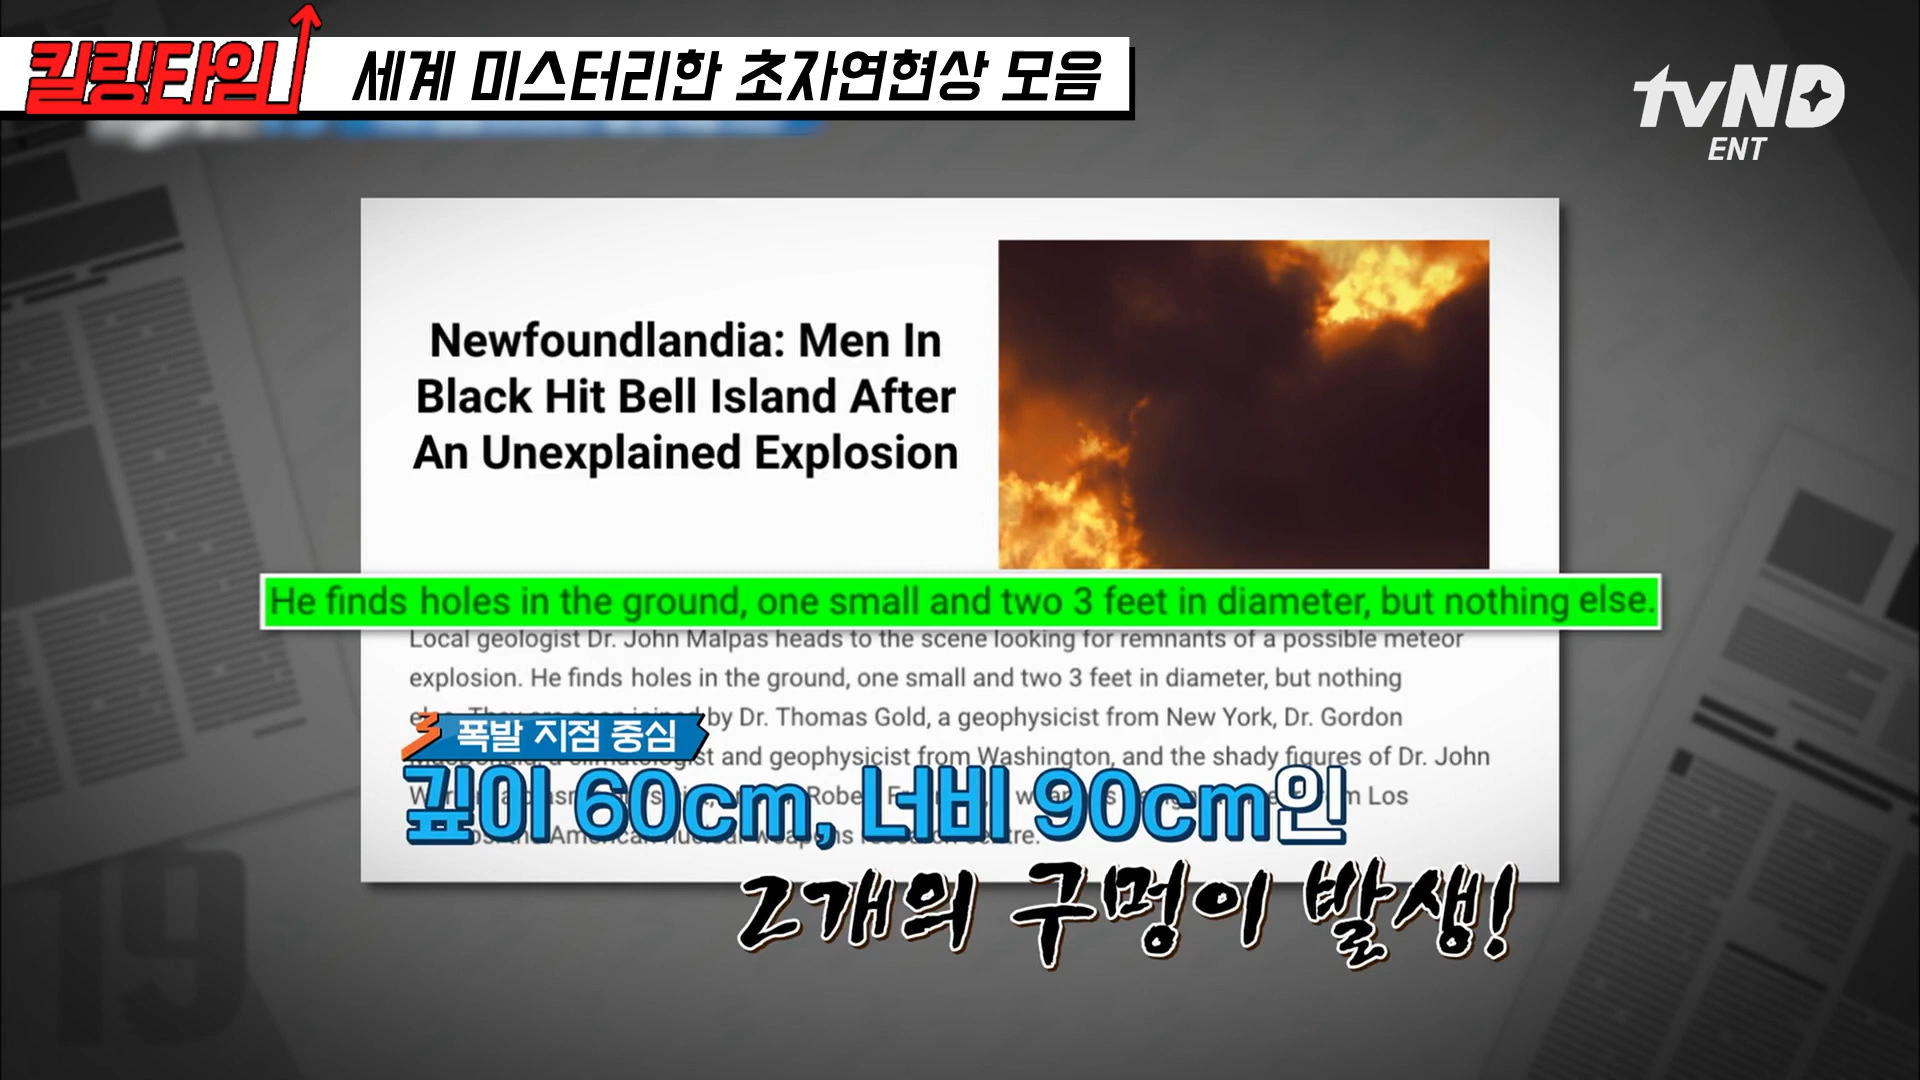 킬링타임 세계 미스터리한 초자연현상 모음
tvND
ENT
Newfoundlandia: Men In
Black Hit Bell Island After
An Unexplained Explosion
He finds holes in the ground, one small and two 3 feet in diameter, but nothing else.
Local geologist Dr. John Malpas heads to the scene looking for remnants of a possible meteor
explosion. He finds holes in the ground, one small and two 3 feet in diameter, but nothing
by Dr. Thomas Gold, a geophysicist from New York, Dr. Gordon
and geophysicist from Washington, and the shady figures of Dr. John
Los
폭발 지점 중심
깊이 60cm, 너비 90cm인
2개의 구멍이 발생!
19